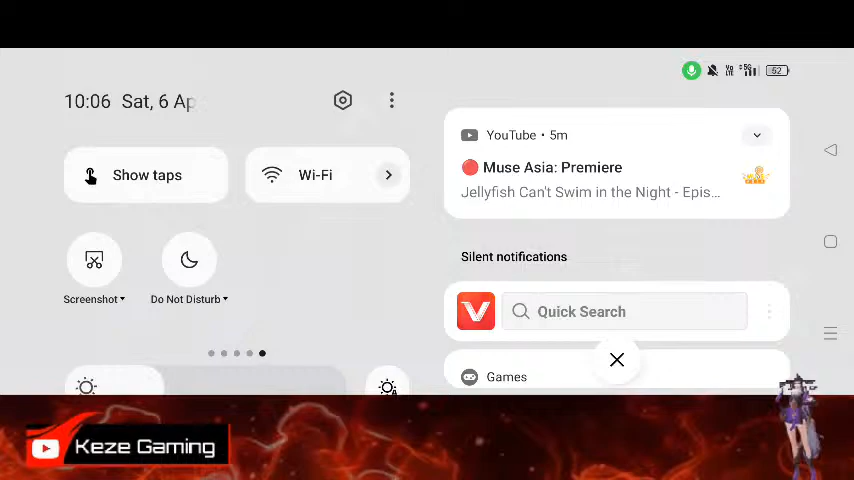 10:06 Sat, 6 Ap
Show taps
Wi-Fi
Screenshot
Do Not Disturb
52
YouTube • 5m
Muse Asia: Premiere
Jellyfish Can't Swim in the Night - Epis...
Silent notifications
Quick Search
Games
Keze Gaming